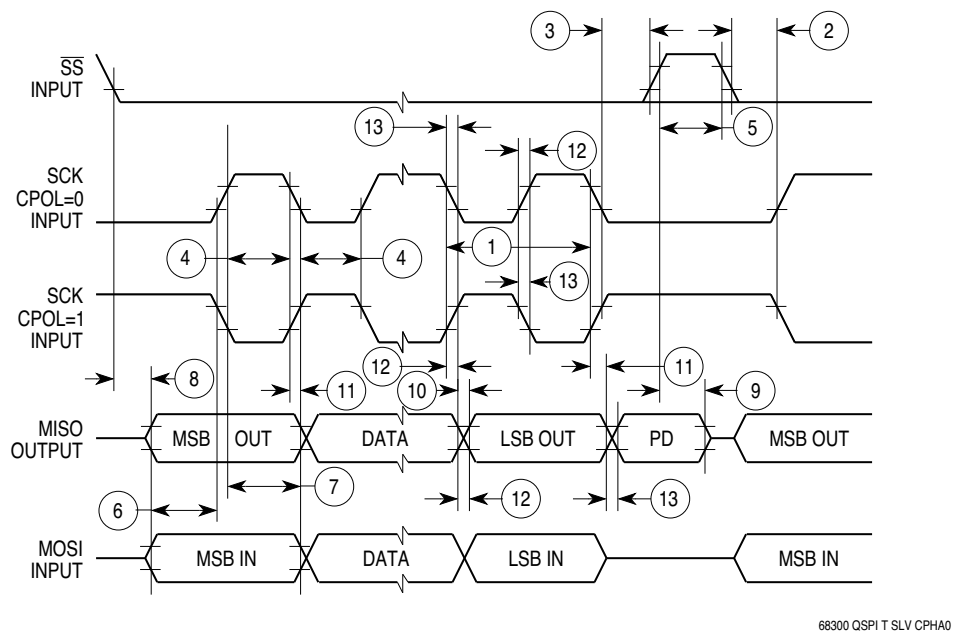 3
2
SS
INPUT
5
13
12
SCK
CPOL=0
INPUT
4
4
1
13
SCK
CPOL=1
INPUT
12
8
11
10
11
9
MISO
OUTPUT
MSB OUT
DATA
LSB OUT
PD
MSB OUT
6
7
12
13
MOSI
INPUT
MSB IN
DATA
LSB IN
MSB IN
68300 QSPI T SLV CPHA0